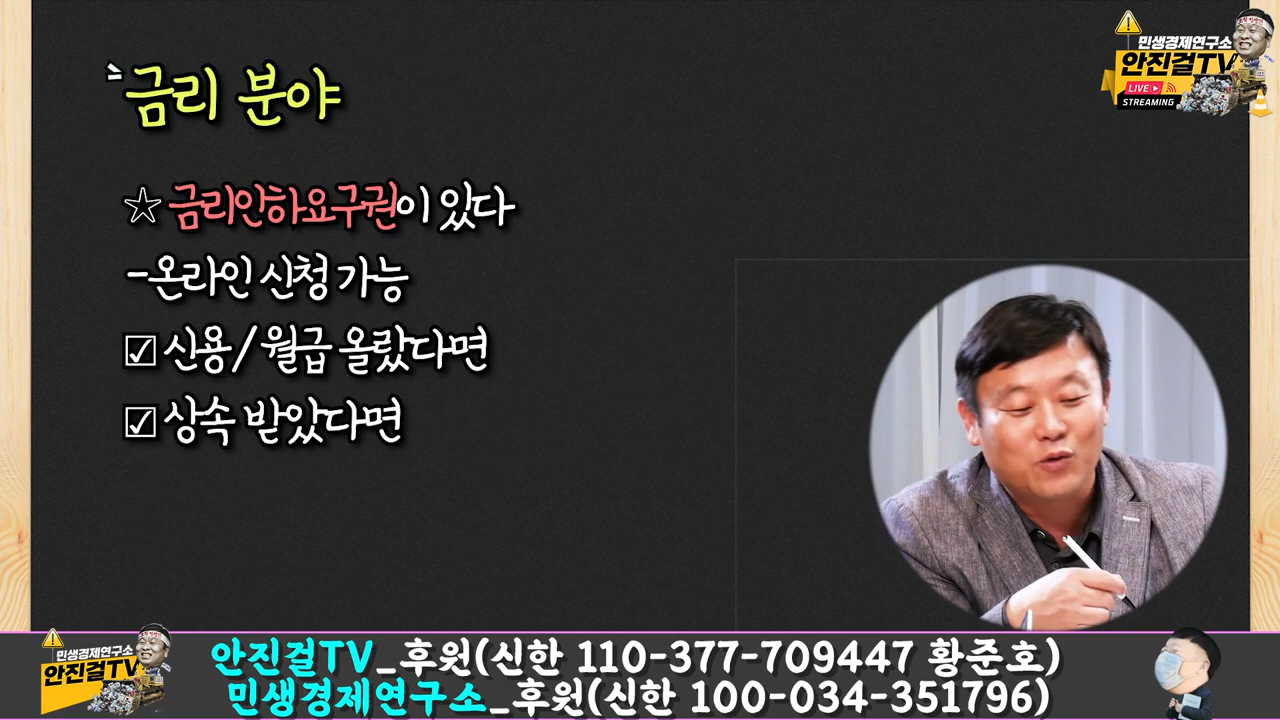 금리 분야
☆ 금리인하요구권이 있다
-온라인 신청 가능
☑ 신용/월급 올랐다면
☑ 상속 받았다면
민생경제연구소
안진걸TV
LIVE
STREAMING
민생경제연구소
안진걸TV
안진걸TV_후원(신한 110-377-709447 황준호)
민생경제연구소_후원(신한 100-034-351796)